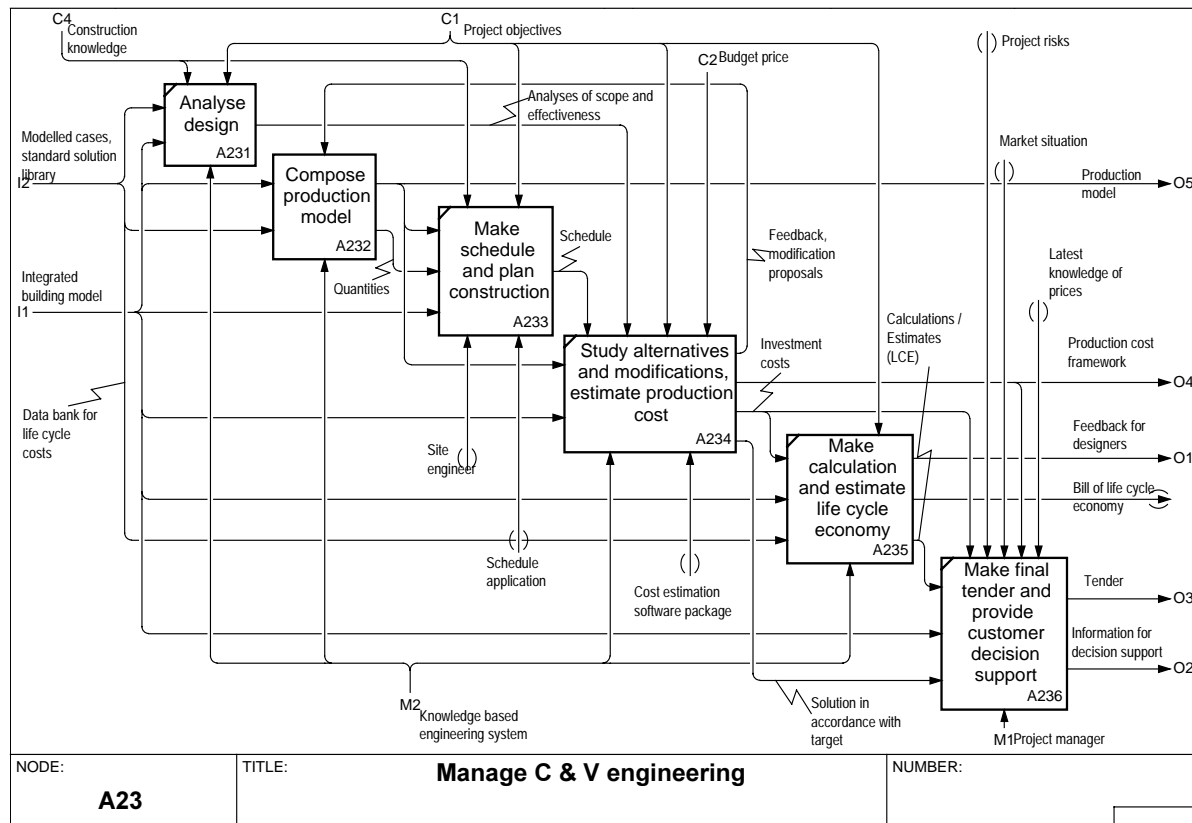 C4
Construction
knowledge
C1
Project objectives
C2 Budget price
Project risks
Analyses of scope and
effectiveness
Analyse
design
A231
Market situation
Modelled cases,
standard solution
library
I2
Compose
production
model
A232
Production
model
O5
Make
schedule
and plan
construction
A233
Schedule
Feedback,
modification
proposals
Latest
knowledge of
prices
Integrated
building model
I1
Quantities
Study alternatives
and modifications,
estimate production
cost
A234
Investment
costs
Calculations /
Estimates
(LCE)
Production cost
framework
O4
Data bank for
life cycle
costs
Site
engineer
Make
calculation
and estimate
life cycle
economy
A235
Feedback for
designers
O1
Bill of life cycle
economy
Schedule
application
Cost estimation
software package
Make final
tender and
provide
customer
decision
support
A236
Tender
O3
Information for
decision support
O2
M2
Knowledge based
engineering system
Solution in
accordance with
target
M1 Project manager
NODE:
A23
TITLE:
Manage C & V engineering
NUMBER: